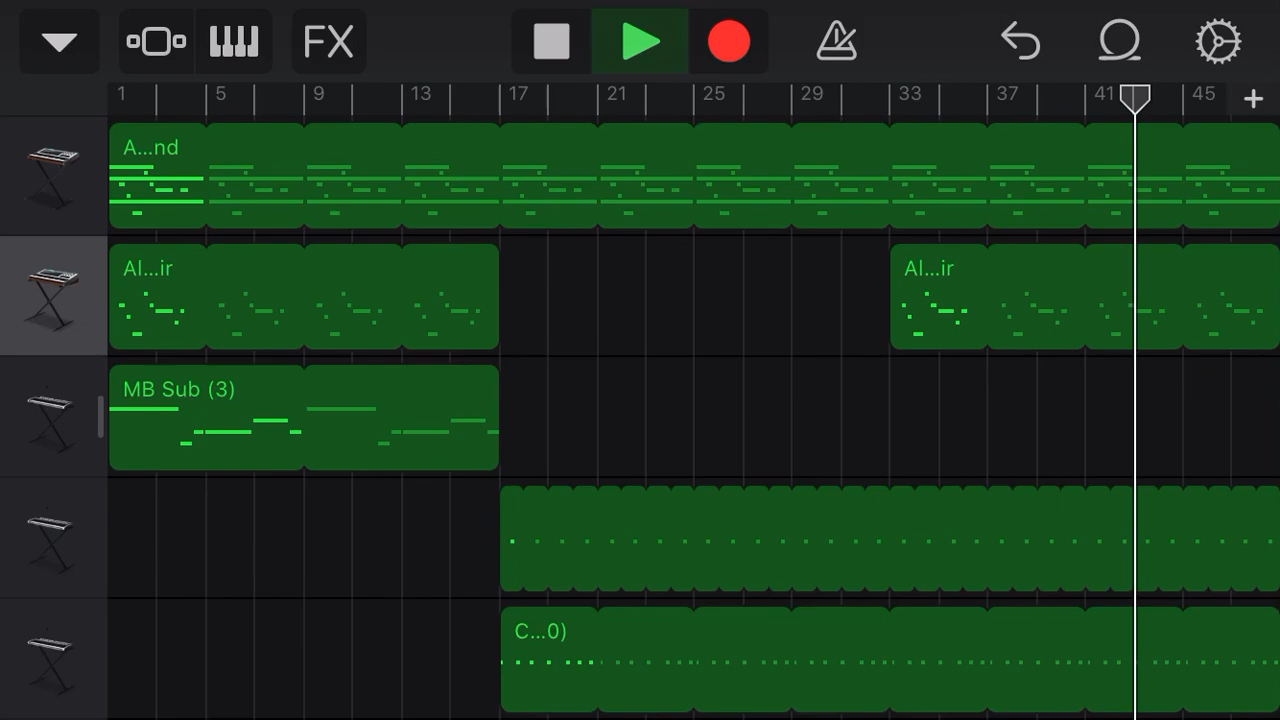 FX
1 5 9 13 17 21 25 29 33 37 41 45 +
A...nd
Al...ir Al...ir
MB Sub (3)
C...0)